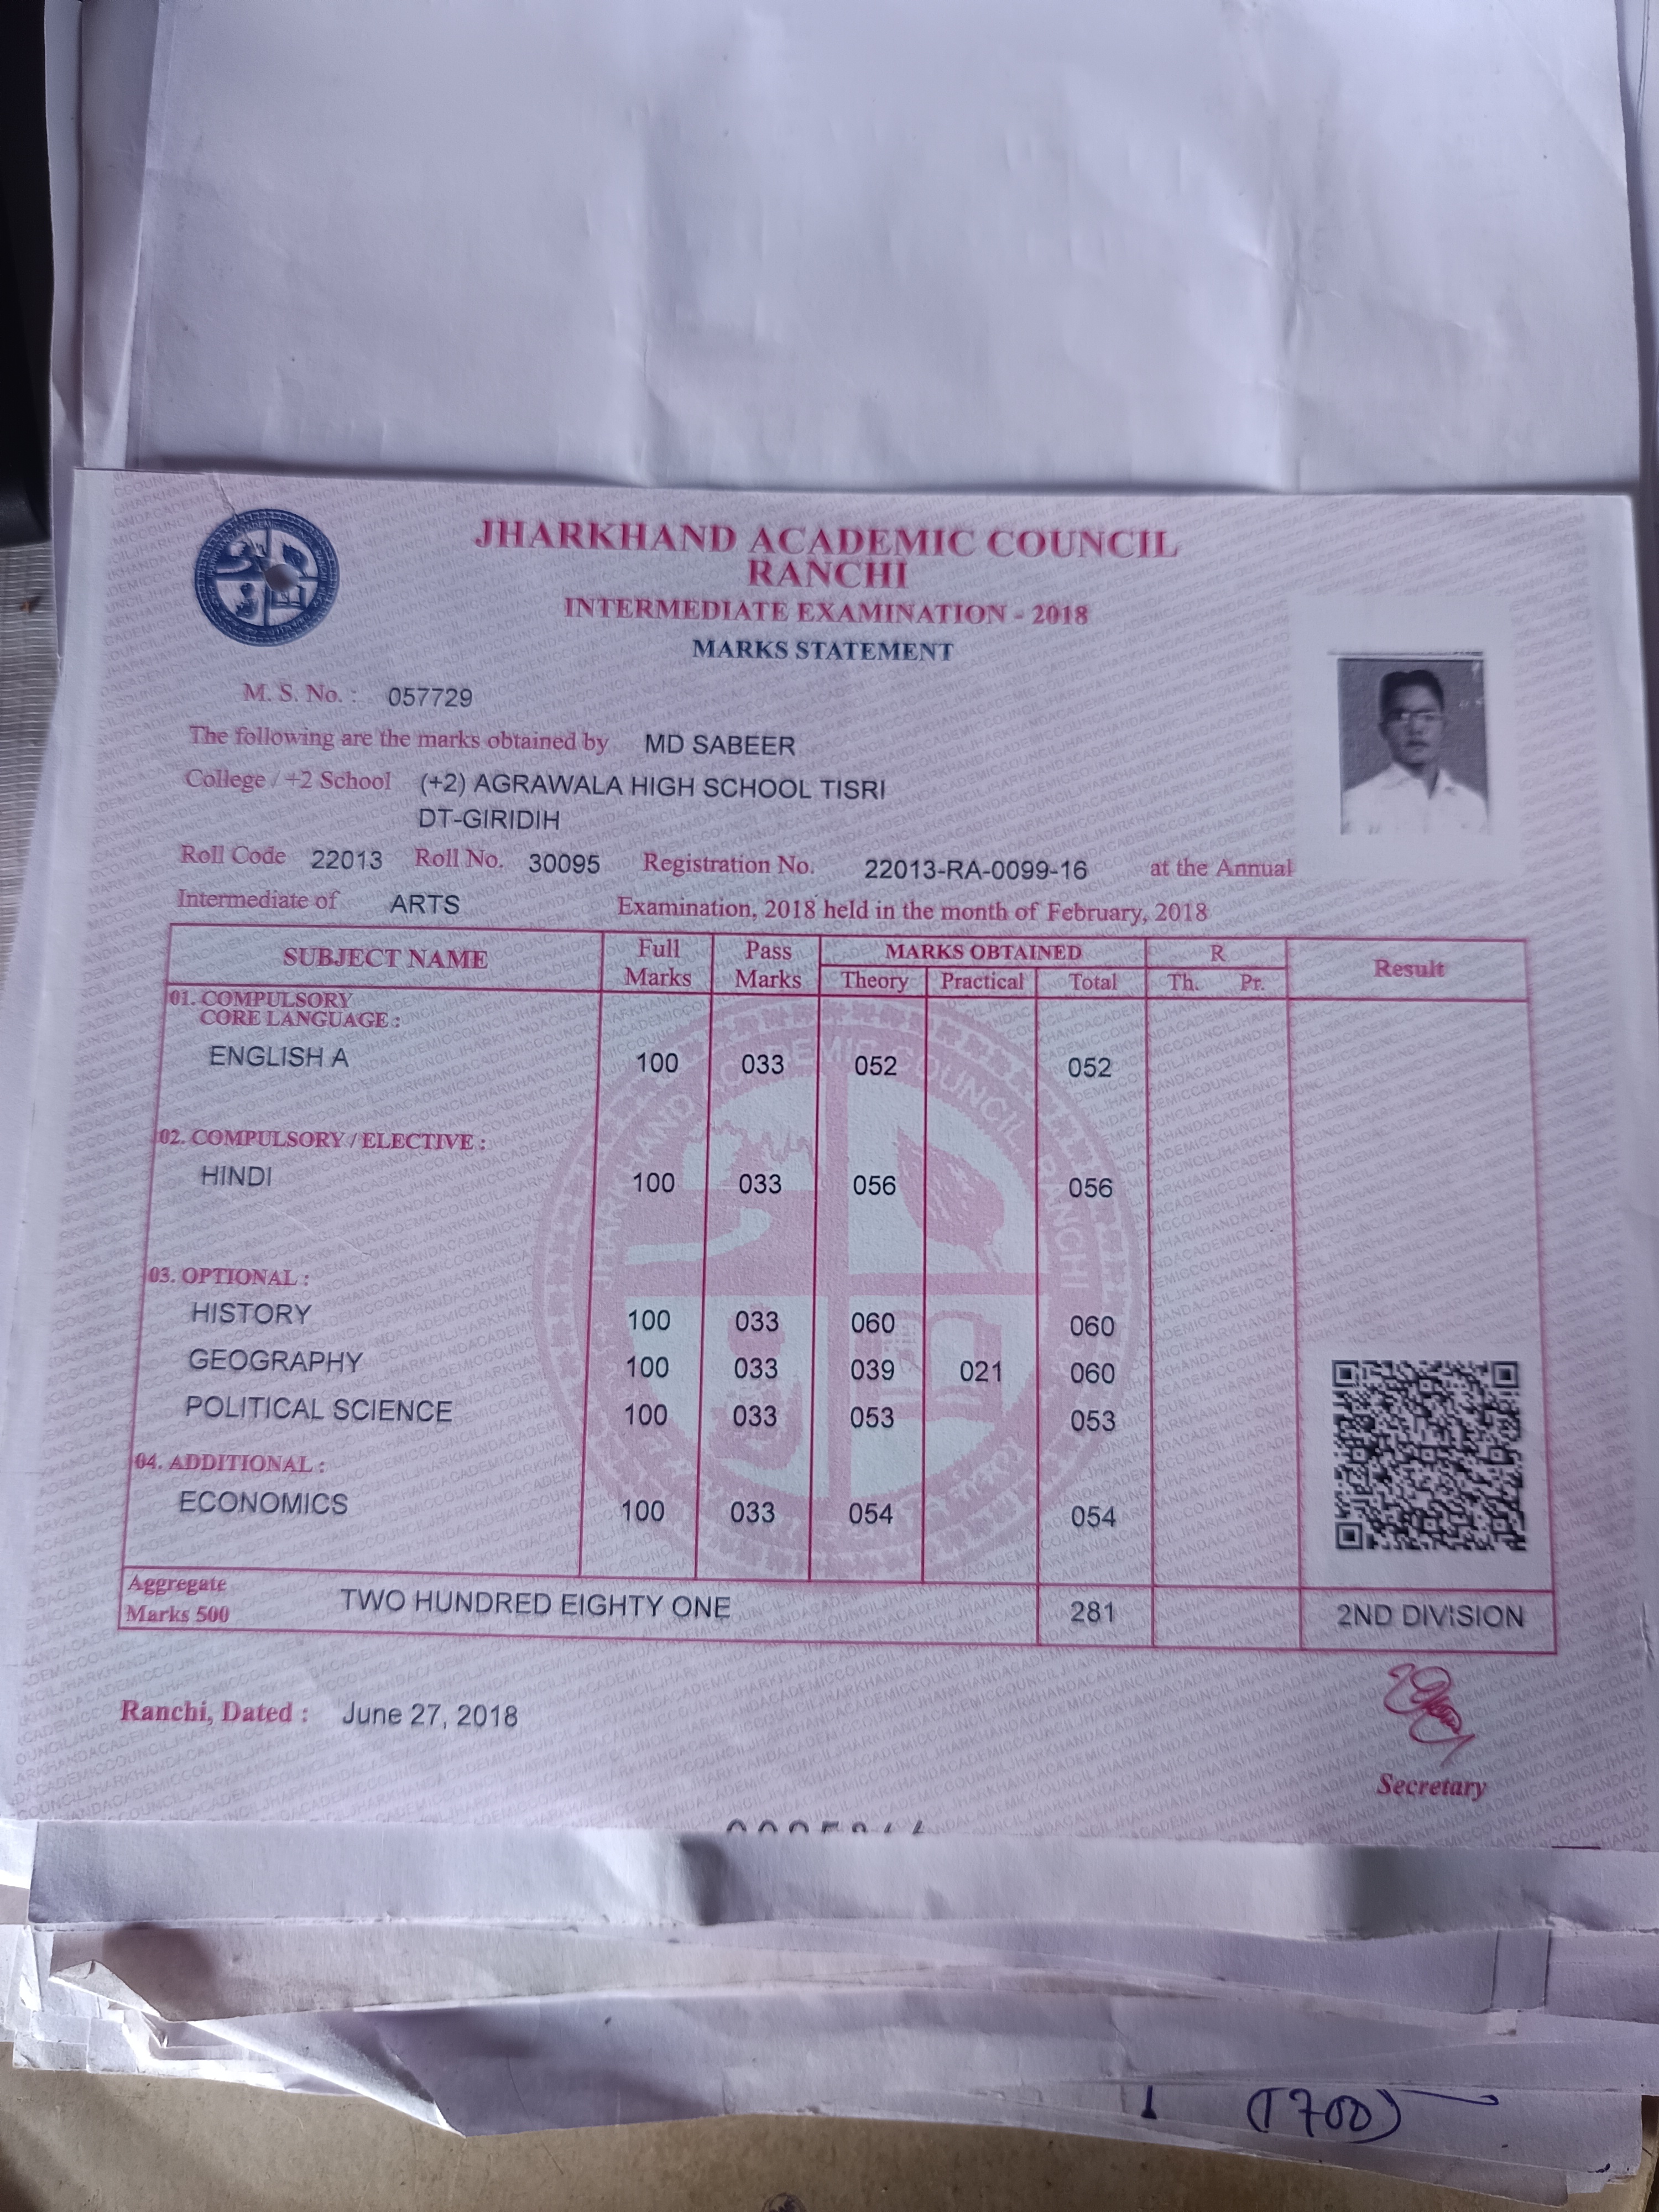 JHARKHAND ACADEMIC COUNCIL
RANCHI
INTERMEDIATE EXAMINATION - 2018
MARKS STATEMENT
M. S. No. : 057729
The following are the marks obtained by MD SABEER
College / +2 School (+2) AGRAWALA HIGH SCHOOL TISRI
DT-GIRIDIH
Roll Code 22013 Roll No. 30095 Registration No. 22013-RA-0099-16 at the Annual
Intermediate of ARTS Examination, 2018 held in the month of February, 2018
SUBJECT NAME Full Marks Pass Marks MARKS OBTAINED R Result
Theory Practical Total Th. Pr.
01. COMPULSORY
CORE LANGUAGE :
ENGLISH A 100 033 052 052
02. COMPULSORY / ELECTIVE :
HINDI 100 033 056 056
03. OPTIONAL :
HISTORY 100 033 060 060
GEOGRAPHY 100 033 039 021 060
POLITICAL SCIENCE 100 033 053 053
04. ADDITIONAL :
ECONOMICS 100 033 054 054
Aggregate
Marks 500 TWO HUNDRED EIGHTY ONE 281 2ND DIVISION
Ranchi, Dated : June 27, 2018
Secretary
JHARKHAND ACADEMIC COUNCIL RANCHI
(1700)